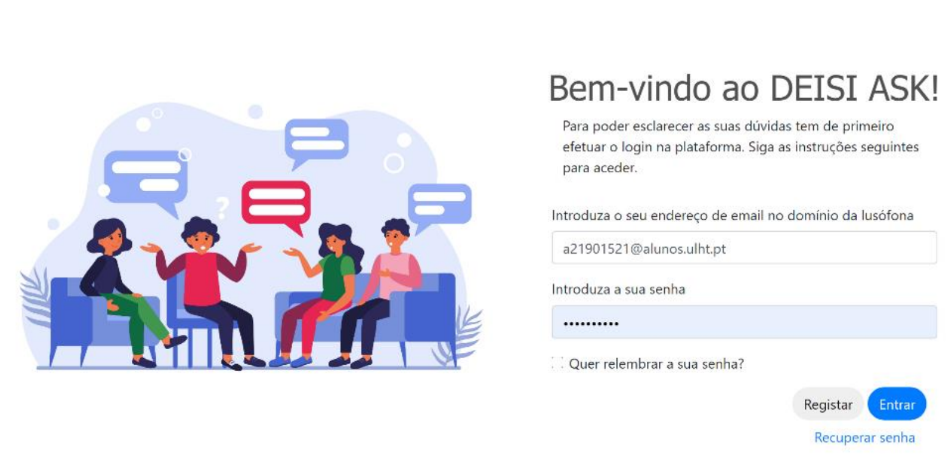 Bem-vindo ao DEISI ASK!
Para poder esclarecer as suas dúvidas tem de primeiro
efetuar o login na plataforma. Siga as instruções seguintes
para aceder.
Introduza o seu endereço de email no domínio da lusófona
a21901521@alunos.ulht.pt
Introduza a sua senha
••••••••••
Quer relembrar a sua senha?
Registar Entrar
Recuperar senha
?